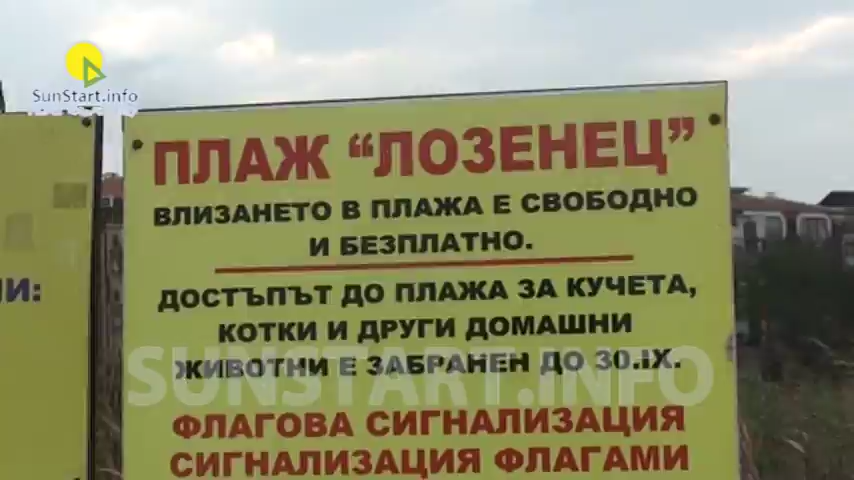 SunStart.info
ПЛАЖ “ЛОЗЕНЕЦ”
ВЛИЗАНЕТО В ПЛАЖА Е СВОБОДНО
И БЕЗПЛАТНО.
ДОСТЪПЪТ ДО ПЛАЖА ЗА КУЧЕТА,
КОТКИ И ДРУГИ ДОМАШНИ
ЖИВОТНИ Е ЗАБРАНЕН ДО 30.IX.
SUNSTART.INFO
ФЛАГОВА СИГНАЛИЗАЦИЯ
СИГНАЛИЗАЦИЯ ФЛАГАМИ